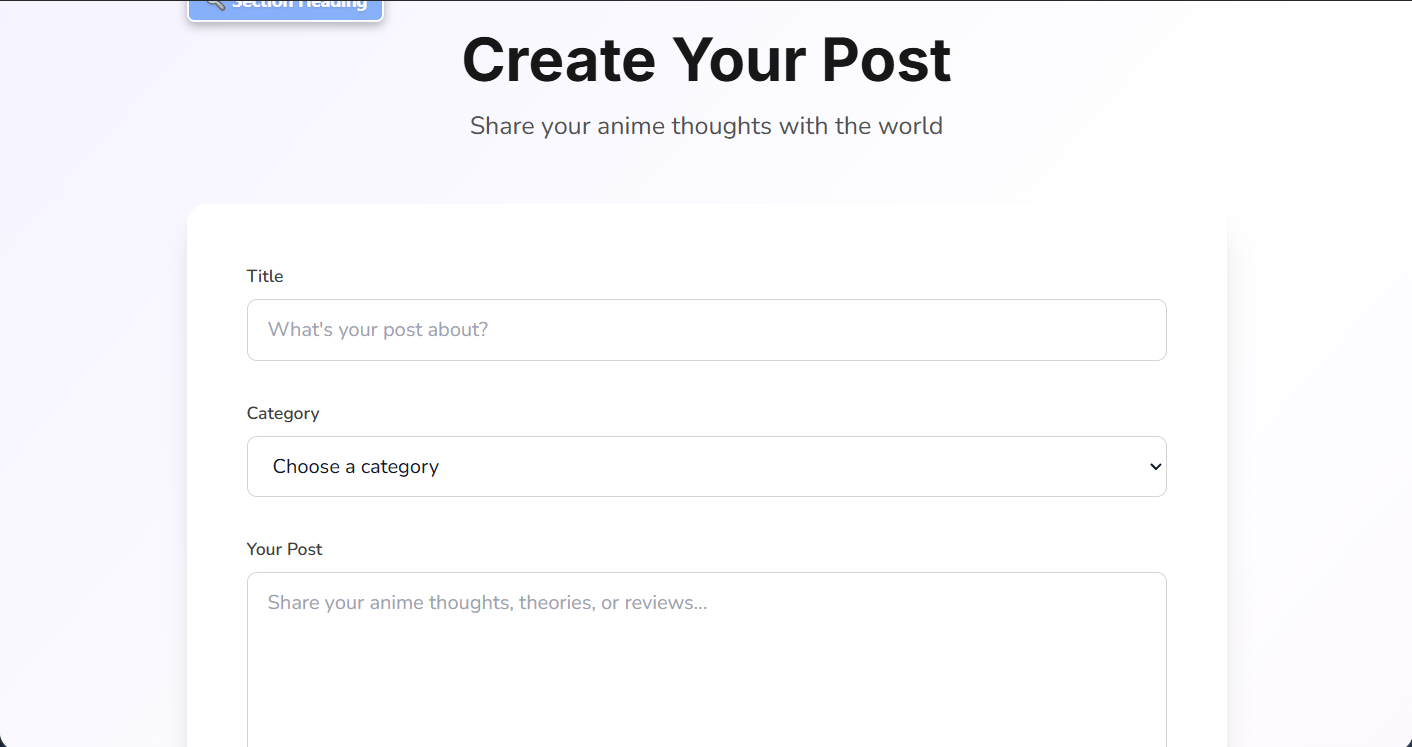 Section Heading
Create Your Post
Share your anime thoughts with the world
Title
What's your post about?
Category
Choose a category
Your Post
Share your anime thoughts, theories, or reviews...